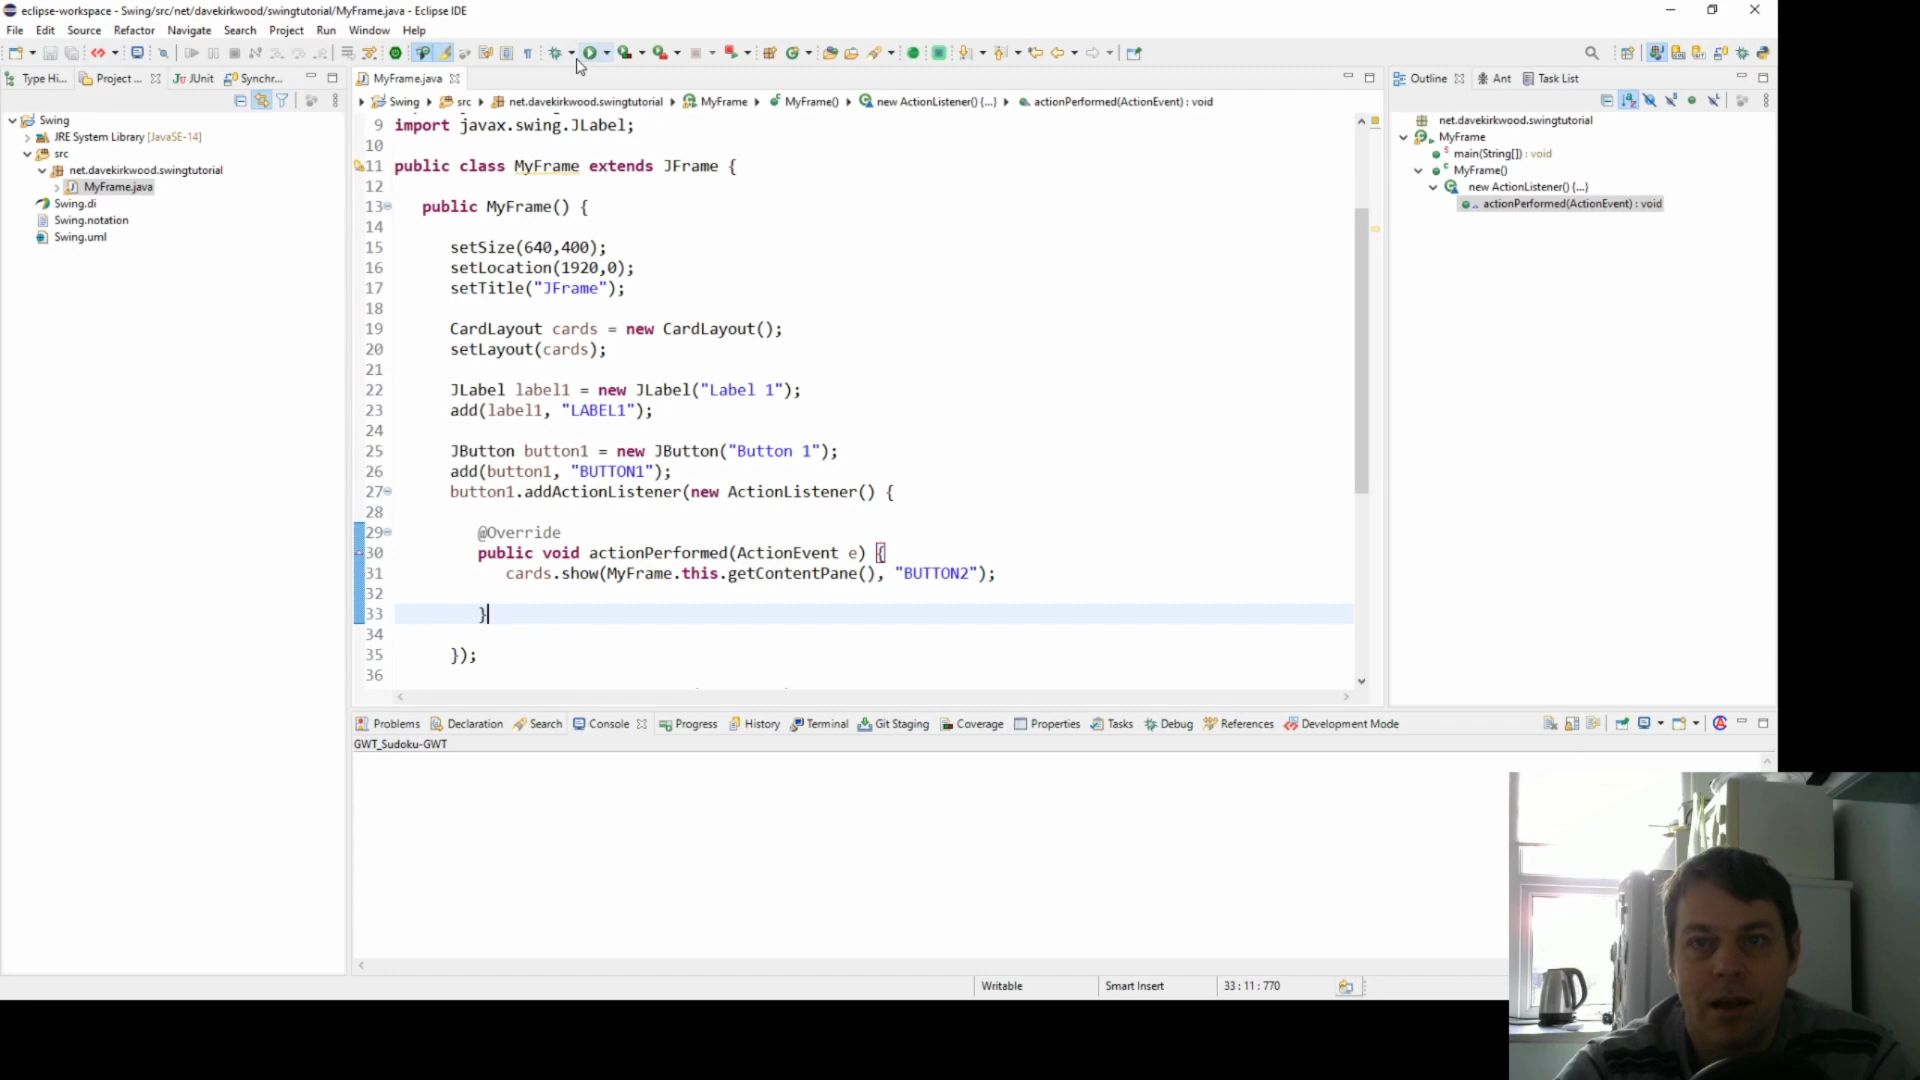 eclipse-workspace - Swing/src/net/davekirkwood/swingtutorial/MyFrame.java - Eclipse IDE
File Edit Source Refactor Navigate Search Project Run Window Help
Type Hi... Project ... JUnit Synchr...
MyFrame.java
Outline Ant Task List
Swing src net.davekirkwood.swingtutorial MyFrame MyFrame() new ActionListener() {...} actionPerformed(ActionEvent) : void
Swing
JRE System Library [JavaSE-14]
src
net.davekirkwood.swingtutorial
MyFrame.java
Swing.di
Swing.notation
Swing.uml
9 import javax.swing.JLabel;
10
11 public class MyFrame extends JFrame {
12
13 public MyFrame() {
14
15 setSize(640,400);
16 setLocation(1920,0);
17 setTitle("JFrame");
18
19 CardLayout cards = new CardLayout();
20 setLayout(cards);
21
22 JLabel label1 = new JLabel("Label 1");
23 add(label1, "LABEL1");
24
25 JButton button1 = new JButton("Button 1");
26 add(button1, "BUTTON1");
27 button1.addActionListener(new ActionListener() {
28
29 @Override
30 public void actionPerformed(ActionEvent e) {
31 cards.show(MyFrame.this.getContentPane(), "BUTTON2");
32
33 }
34
35 });
36
net.davekirkwood.swingtutorial
MyFrame
main(String[]) : void
MyFrame()
new ActionListener() {...}
actionPerformed(ActionEvent) : void
Problems Declaration Search Console Progress History Terminal Git Staging Coverage Properties Tasks Debug References Development Mode
GWT_Sudoku-GWT
Writable Smart Insert 33 : 11 : 770